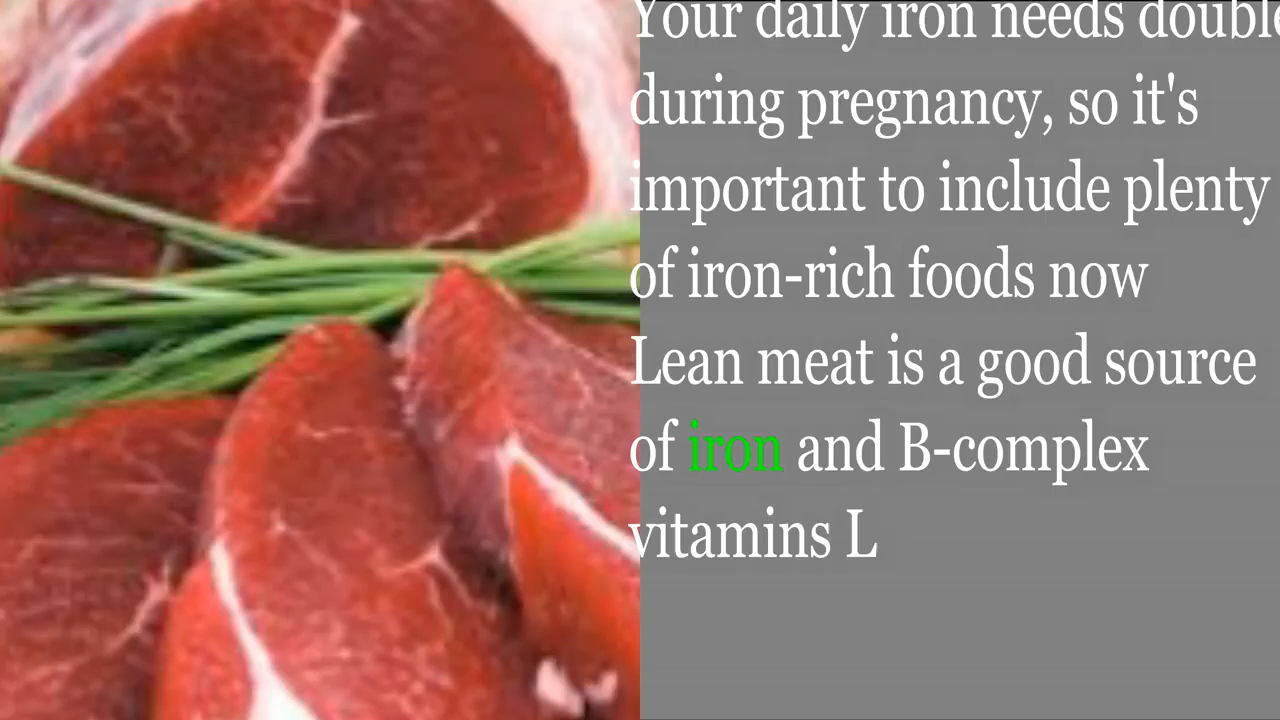 Your daily iron needs double
during pregnancy, so it's
important to include plenty
of iron-rich foods now
Lean meat is a good source
of iron and B-complex
vitamins L